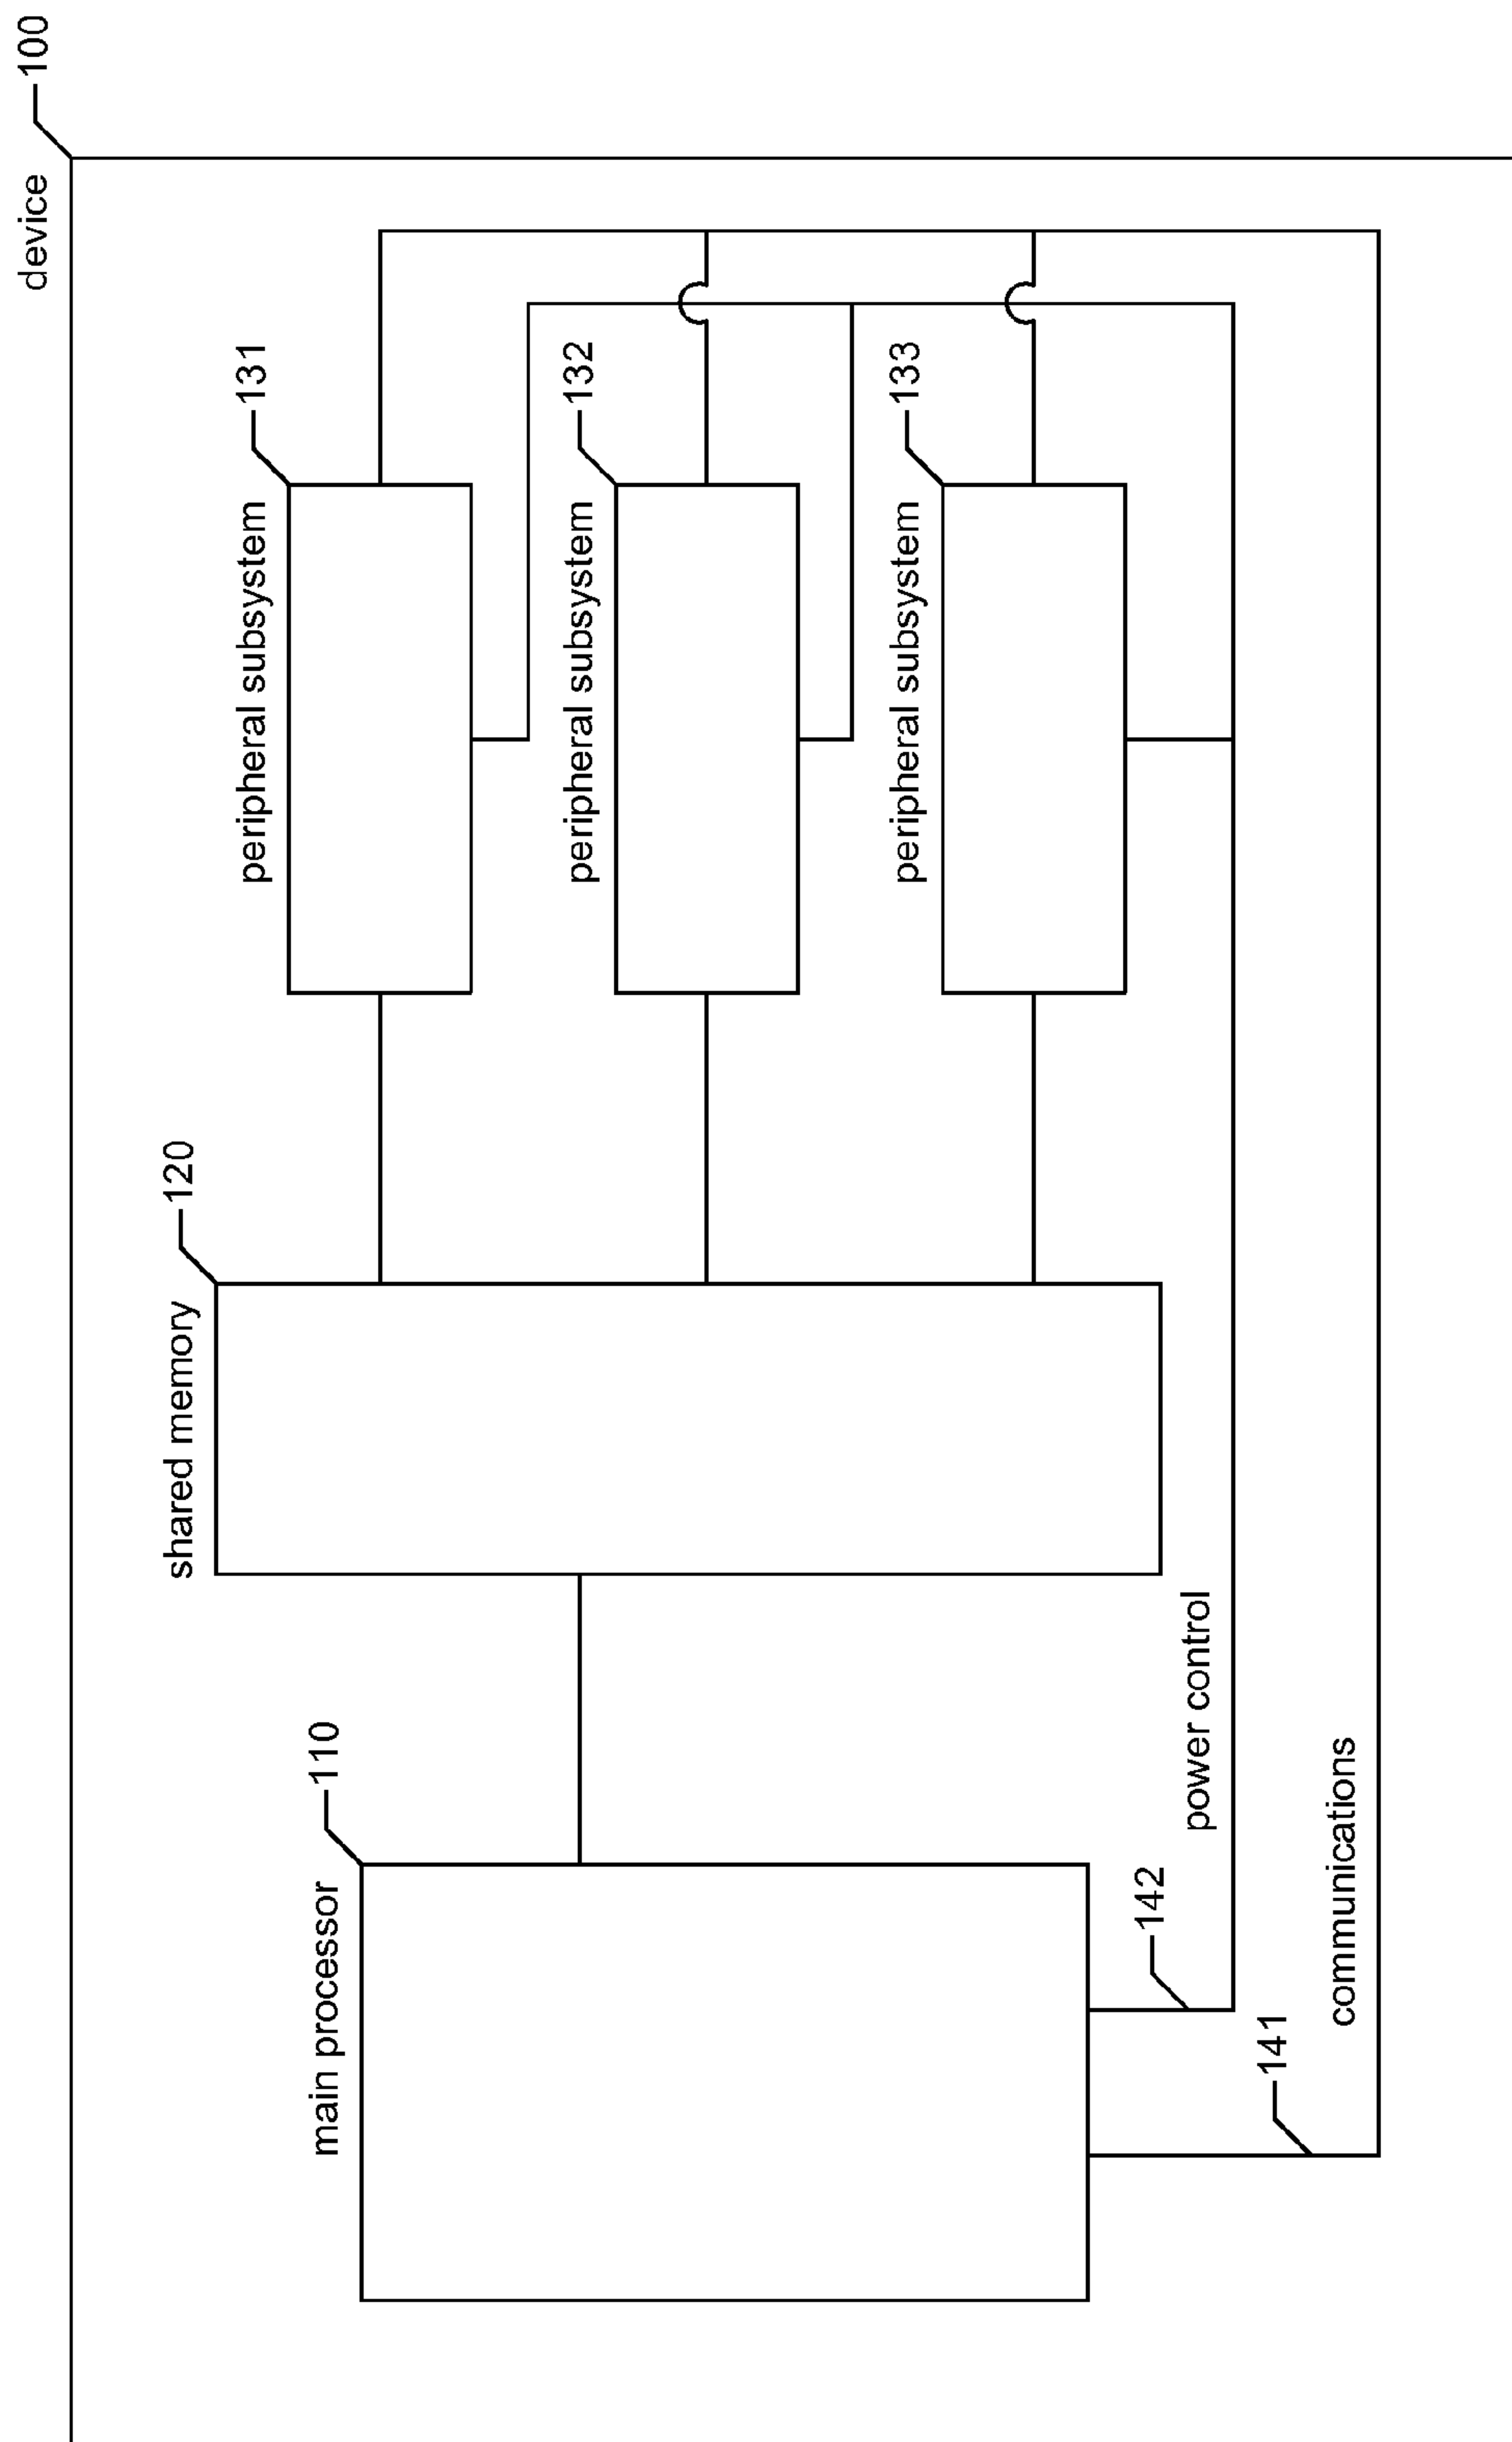 device
100
main processor
110
shared memory
120
peripheral subsystem
131
peripheral subsystem
132
peripheral subsystem
133
142
power control
141
communications